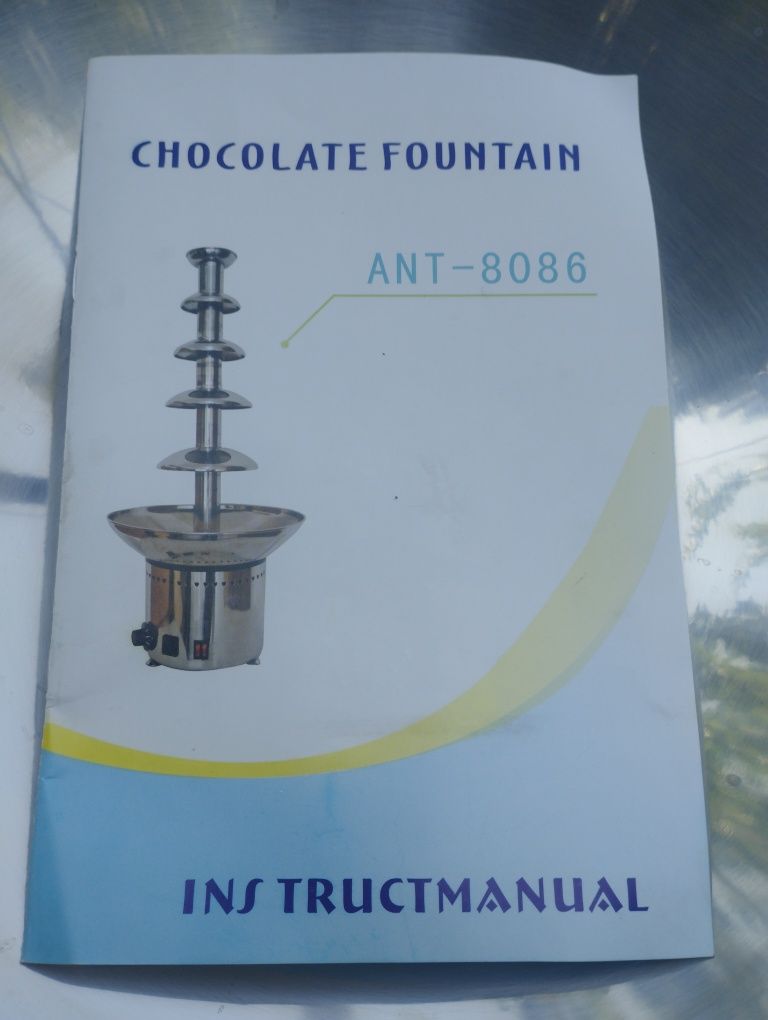 CHOCOLATE FOUNTAIN
ANT-8086
INS TRUCTMANUAL